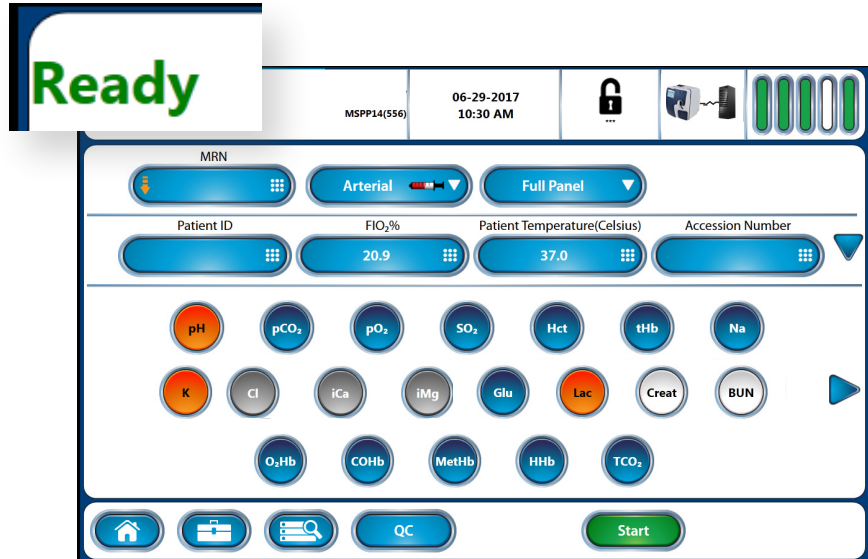 Ready
MSPP14(556)
06-29-2017
10:30 AM
...
MRN
Arterial
Full Panel
Patient ID
FIO₂%
Patient Temperature(Celsius)
Accession Number
20.9
37.0
pH
pCO₂
pO₂
SO₂
Hct
tHb
Na
K
Cl
iCa
iMg
Glu
Lac
Creat
BUN
O₂Hb
COHb
MetHb
HHb
TCO₂
QC
Start